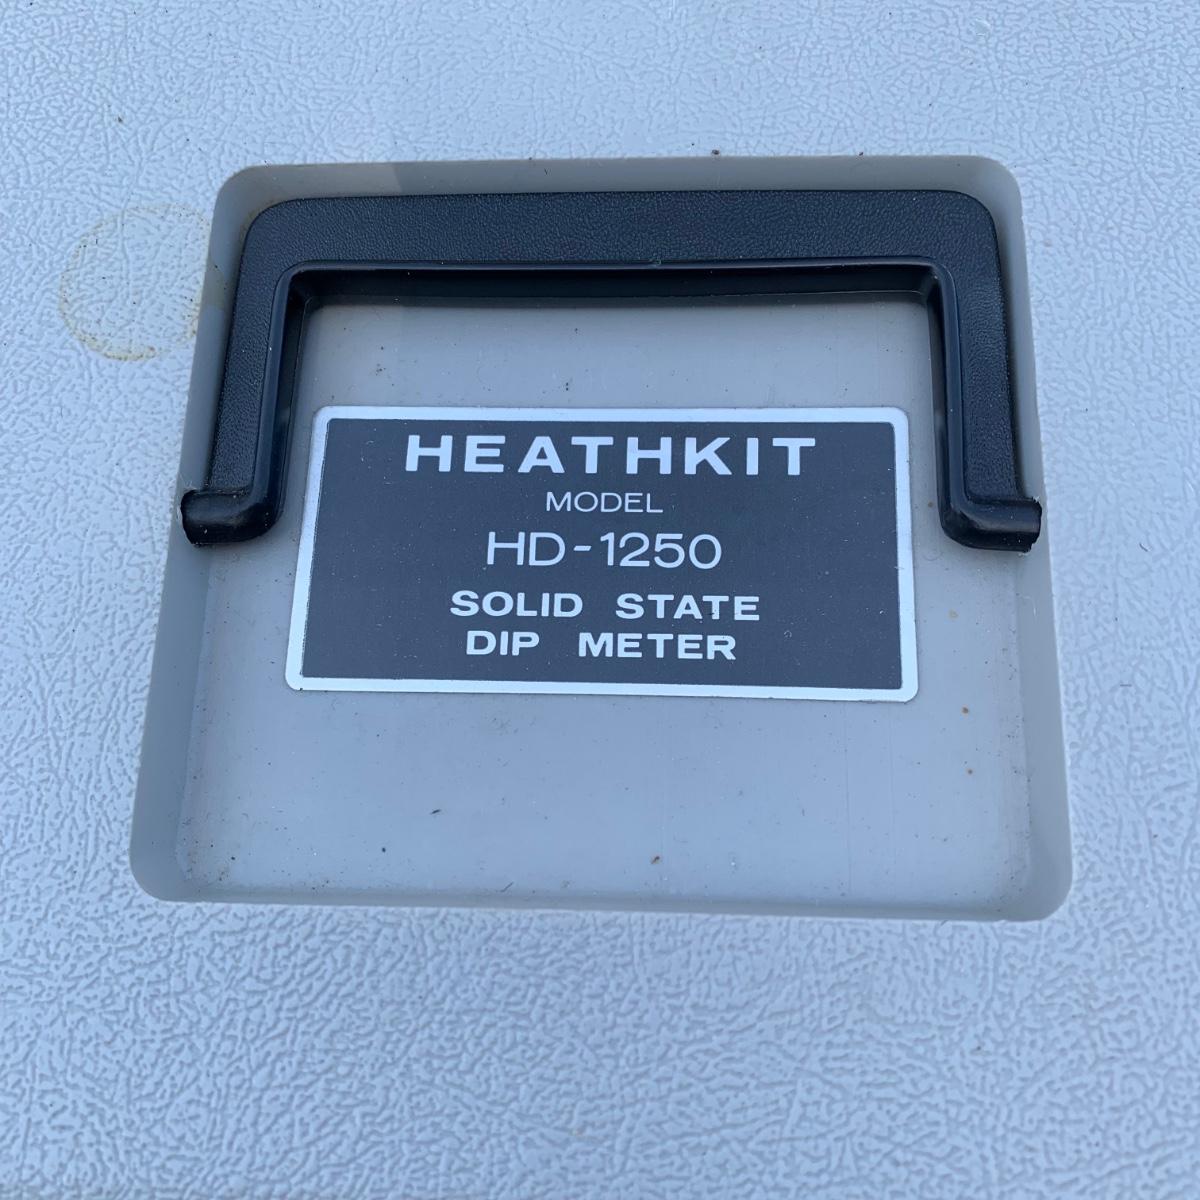 HEATHKIT
MODEL
HD-1250
SOLID STATE
DIP METER